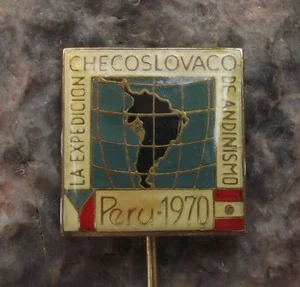 LA EXPEDICION
CHECOSLOVACO
DE ANDINISMO
Peru-1970